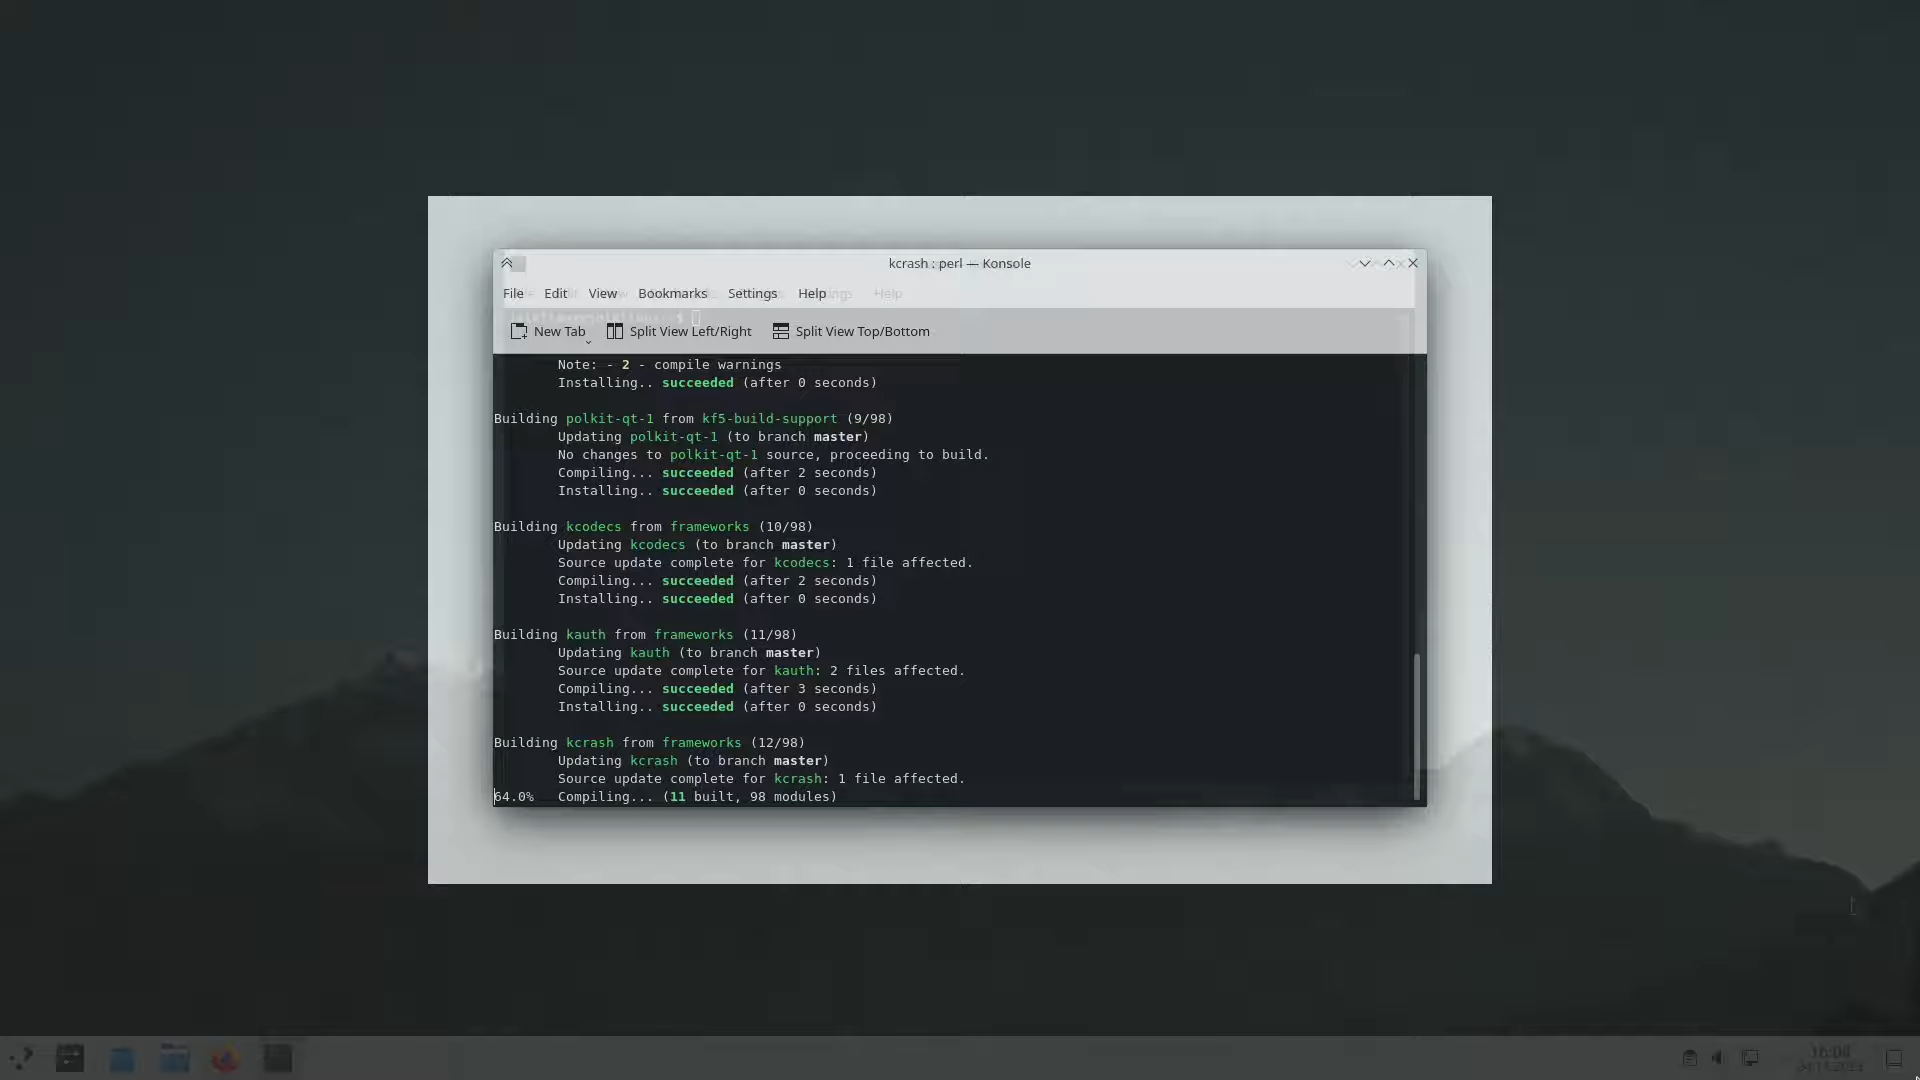 kcrash : perl — Konsole
File Edit View Bookmarks Settings Help
New Tab Split View Left/Right Split View Top/Bottom
Note: - 2 - compile warnings
Installing.. succeeded (after 0 seconds)
Building polkit-qt-1 from kf5-build-support (9/98)
Updating polkit-qt-1 (to branch master)
No changes to polkit-qt-1 source, proceeding to build.
Compiling... succeeded (after 2 seconds)
Installing.. succeeded (after 0 seconds)
Building kcodecs from frameworks (10/98)
Updating kcodecs (to branch master)
Source update complete for kcodecs: 1 file affected.
Compiling... succeeded (after 2 seconds)
Installing.. succeeded (after 0 seconds)
Building kauth from frameworks (11/98)
Updating kauth (to branch master)
Source update complete for kauth: 2 files affected.
Compiling... succeeded (after 3 seconds)
Installing.. succeeded (after 0 seconds)
Building kcrash from frameworks (12/98)
Updating kcrash (to branch master)
Source update complete for kcrash: 1 file affected.
64.0% Compiling... (11 built, 98 modules)